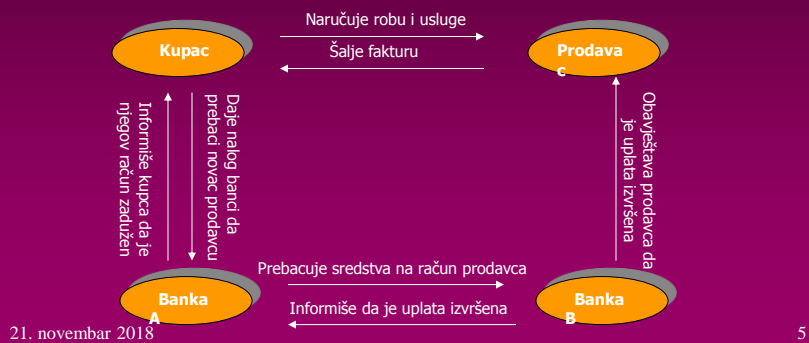 Naručuje robu i usluge
Kupac
Šalje fakturu
Prodava
c
Informiše kupca da je
njegov račun zadužen
Daje nalog banci da
prebaci novac prodavcu
Obavještava prodavca da
je uplata izvršena
Prebacuje sredstva na račun prodavca
Banka
A
Informiše da je uplata izvršena
Banka
B
21. novembar 2018
5